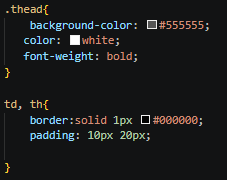 .thead{
    background-color: #555555;
   color: white;
   font-weight: bold;
}

td, th{
    border:solid 1px #000000;
    padding: 10px 20px;

}